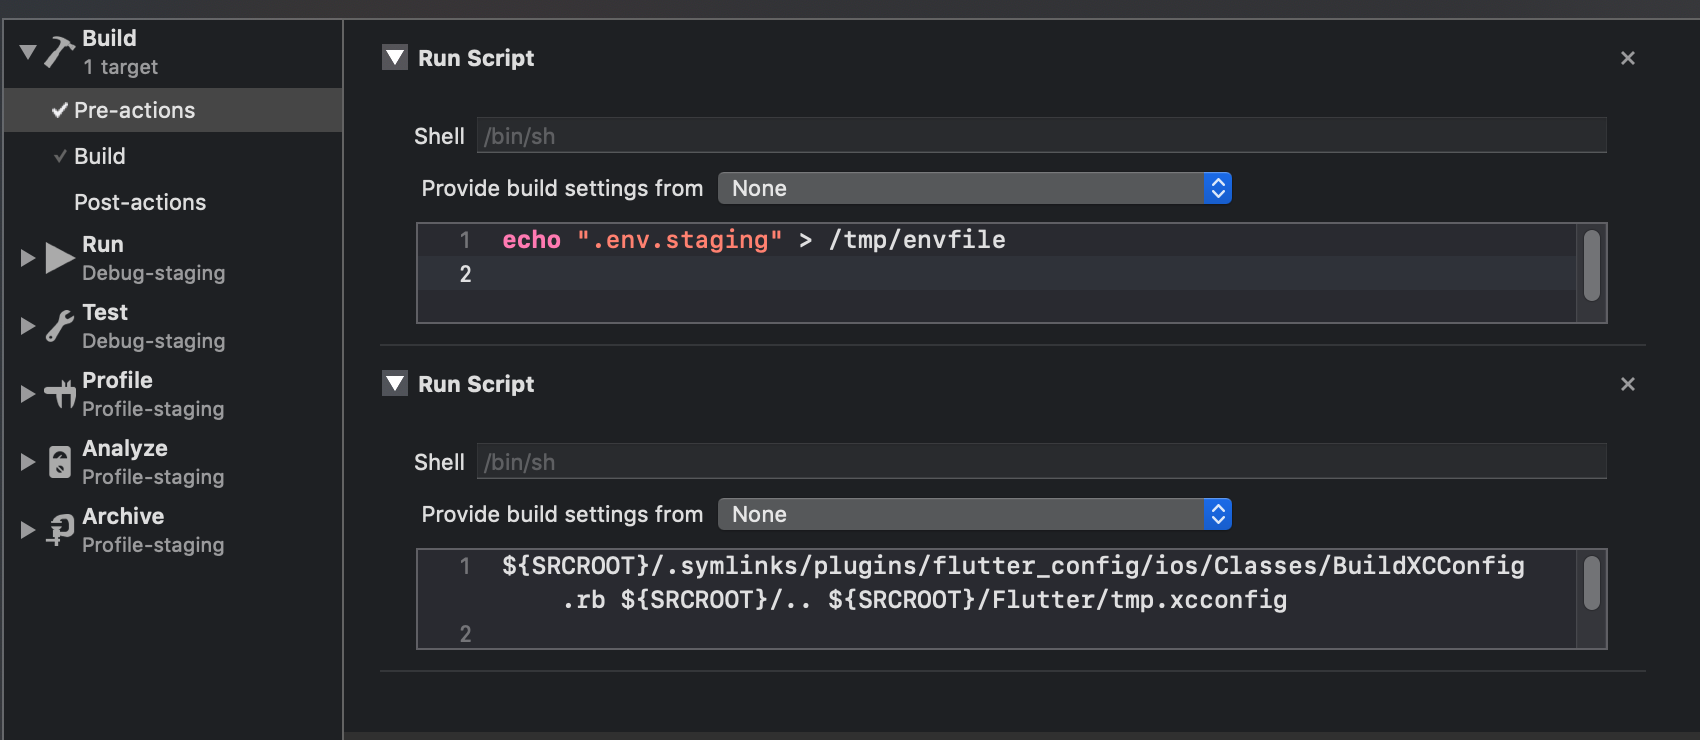 Build
1 target
Pre-actions
Build
Post-actions
Run
Debug-staging
Test
Debug-staging
Profile
Profile-staging
Analyze
Profile-staging
Archive
Profile-staging
Run Script
Shell /bin/sh
Provide build settings from None
1 echo ".env.staging" > /tmp/envfile
2
Run Script
Shell /bin/sh
Provide build settings from None
1 ${SRCROOT}/.symlinks/plugins/flutter_config/ios/Classes/BuildXCConfig
.rb ${SRCROOT}/.. ${SRCROOT}/Flutter/tmp.xcconfig
2